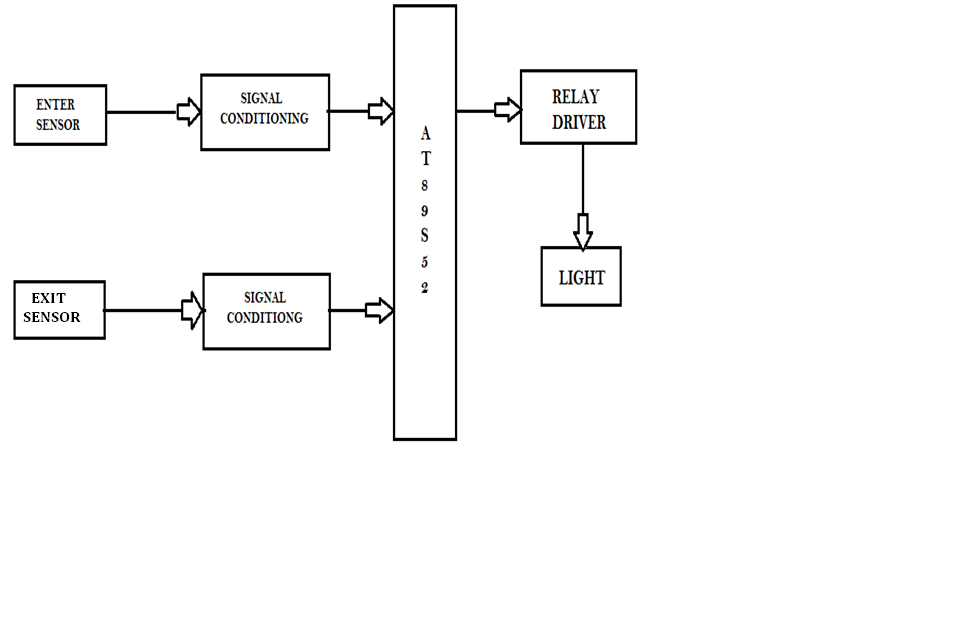 ENTER
SENSOR
SIGNAL
CONDITIONING
A
T
8
9
S
5
2
RELAY
DRIVER
LIGHT
EXIT
SENSOR
SIGNAL
CONDITIONG